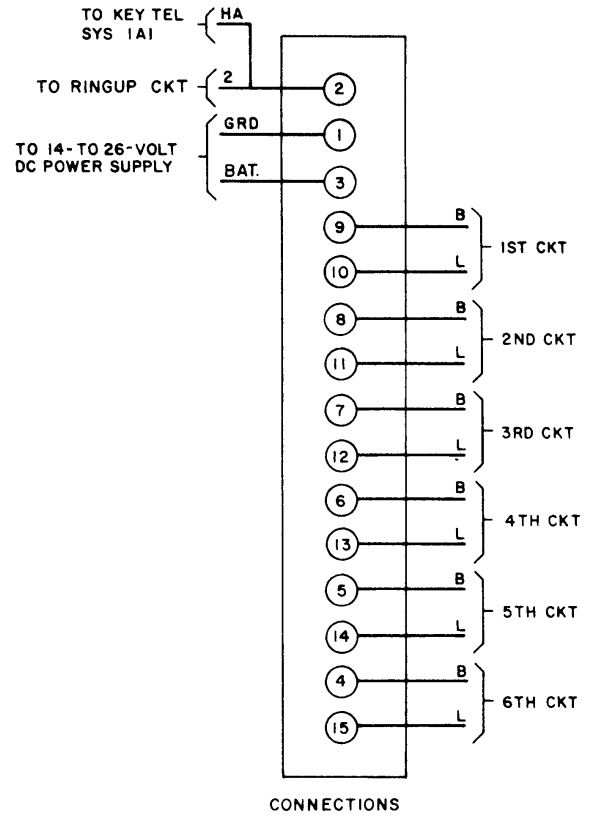 TO KEY TEL
SYS 1A1
HA
TO RINGUP CKT
2
2
GRD
1
TO 14-TO 26-VOLT
DC POWER SUPPLY
BAT.
3
9
B
1ST CKT
10
L
8
B
2ND CKT
11
L
7
B
3RD CKT
12
L
6
B
4TH CKT
13
L
5
B
5TH CKT
14
L
4
B
6TH CKT
15
L
CONNECTIONS